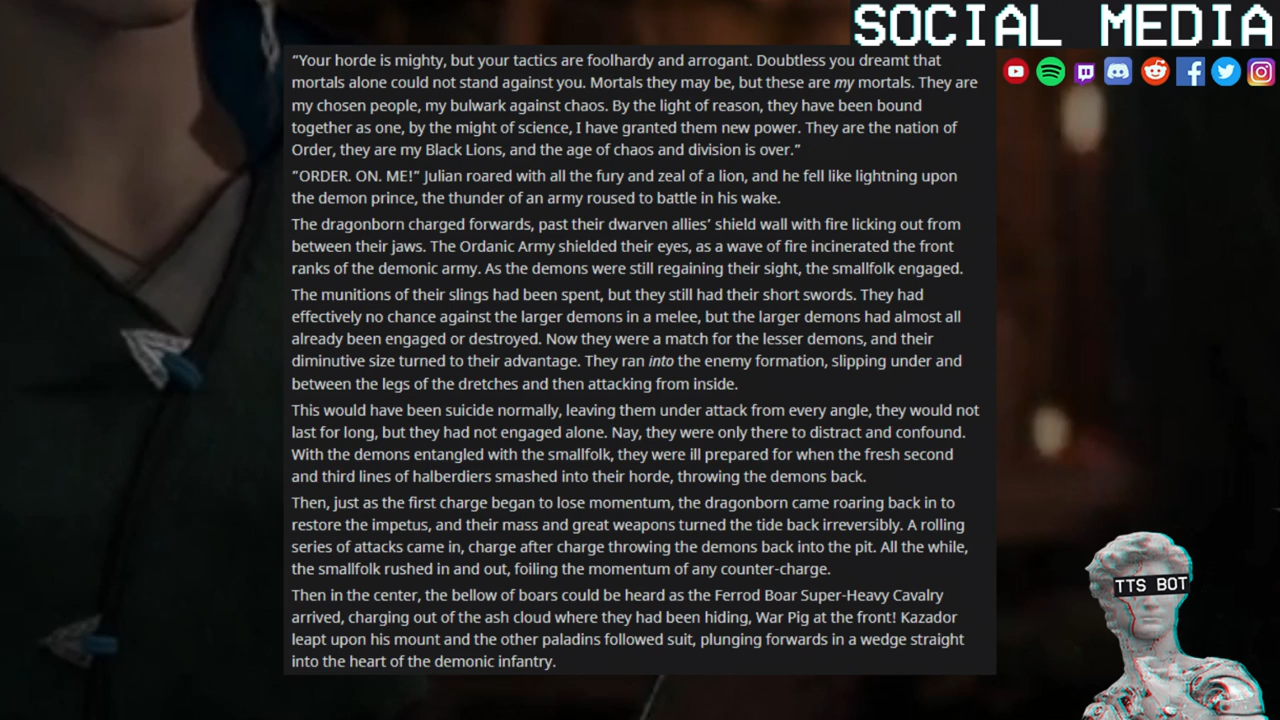 SOCIAL MEDIA
"Your horde is mighty, but your tactics are foolhardy and arrogant. Doubtless you dreamt that
mortals alone could not stand against you. Mortals they may be, but these are my mortals. They are
my chosen people, my bulwark against chaos. By the light of reason, they have been bound
together as one, by the might of science, I have granted them new power. They are the nation of
Order, they are my Black Lions, and the age of chaos and division is over."
"ORDER. ON. ME!" Julian roared with all the fury and zeal of a lion, and he fell like lightning upon
the demon prince, the thunder of an army roused to battle in his wake.
The dragonborn charged forwards, past their dwarven allies' shield wall with fire licking out from
between their jaws. The Ordanic Army shielded their eyes, as a wave of fire incinerated the front
ranks of the demonic army. As the demons were still regaining their sight, the smallfolk engaged.
The munitions of their slings had been spent, but they still had their short swords. They had
effectively no chance against the larger demons in a melee, but the larger demons had almost all
already been engaged or destroyed. Now they were a match for the lesser demons, and their
diminutive size turned to their advantage. They ran into the enemy formation, slipping under and
between the legs of the dretches and then attacking from inside.
This would have been suicide normally, leaving them under attack from every angle, they would not
last for long, but they had not engaged alone. Nay, they were only there to distract and confound.
With the demons entangled with the smallfolk, they were ill prepared for when the fresh second
and third lines of halberdiers smashed into their horde, throwing the demons back.
Then, just as the first charge began to lose momentum, the dragonborn came roaring back in to
restore the impetus, and their mass and great weapons turned the tide back irreversibly. A rolling
series of attacks came in, charge after charge throwing the demons back into the pit. All the while,
the smallfolk rushed in and out, foiling the momentum of any counter-charge.
Then in the center, the bellow of boars could be heard as the Ferrod Boar Super-Heavy Cavalry
arrived, charging out of the ash cloud where they had been hiding, War Pig at the front! Kazador
leapt upon his mount and the other paladins followed suit, plunging forwards in a wedge straight
into the heart of the demonic infantry.
TTS BOT